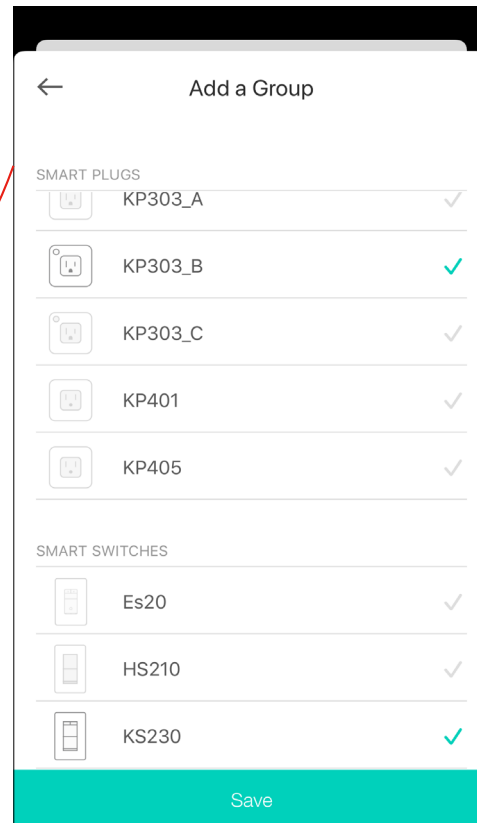 Add a Group
SMART PLUGS
KP303_A
KP303_B
KP303_C
KP401
KP405
SMART SWITCHES
Es20
HS210
KS230
Save